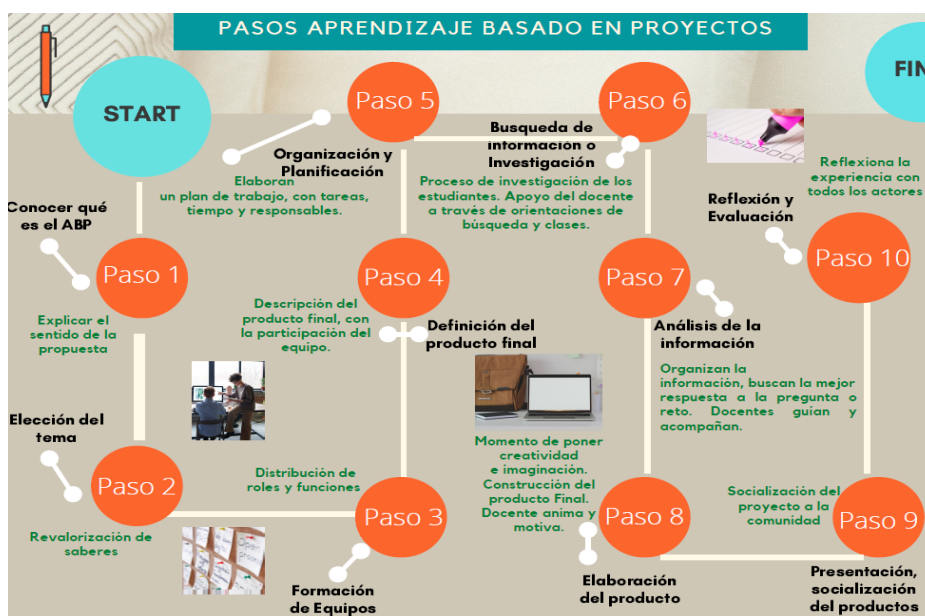 PASOS APRENDIZAJE BASADO EN PROYECTOS
START
Conocer qué
es el ABP
Paso 1
Explicar el
sentido de la
propuesta
Elección del
tema
Paso 2
Revalorización de
saberes
Distribución de
roles y funciones
Paso 3
Formación
de Equipos
Paso 4
Descripción del
producto final, con
la participación del
equipo.
Definición del
producto final
Paso 5
Organización y
Planificación
Elaboran
un plan de trabajo, con tareas,
tiempo y responsables.
Paso 6
Busqueda de
información o
Investigación
Proceso de investigación de los
estudiantes. Apoyo del docente
a través de orientaciones de
búsqueda y clases.
Paso 7
Análisis de la
información
Organizan la
información, buscan la mejor
respuesta a la pregunta o
reto. Docentes guían y
acompañan.
Momento de poner
creatividad
e imaginación.
Construcción del
producto Final.
Docente anima y
motiva.
Paso 8
Elaboración
del producto
Socialización del
proyecto a la
comunidad
Paso 9
Presentación,
socialización
del productos
Paso 10
Reflexión y
Evaluación
Reflexiona la
experiencia con
todos los actores